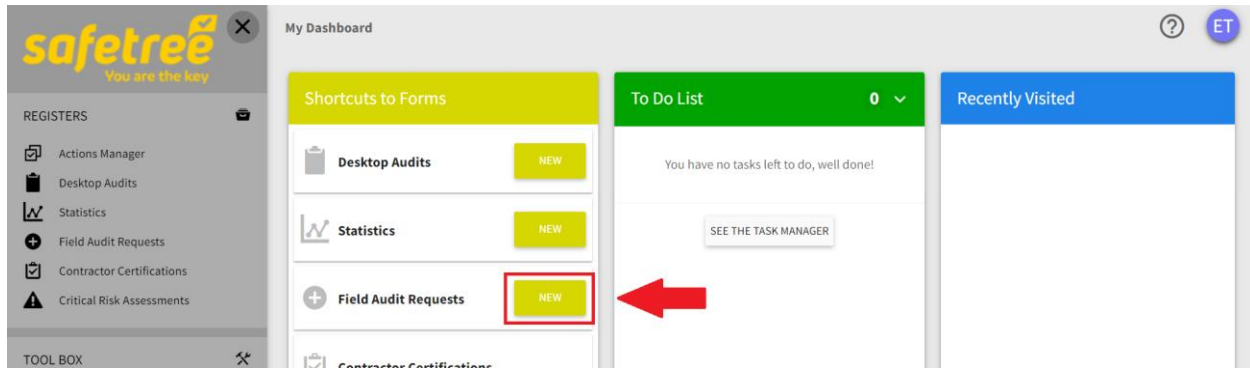 safetree
You are the key
My Dashboard
?
ET
REGISTERS
Actions Manager
Desktop Audits
Statistics
Field Audit Requests
Contractor Certifications
Critical Risk Assessments
TOOL BOX
Shortcuts to Forms
Desktop Audits NEW
Statistics NEW
Field Audit Requests NEW
Contractor Certifications
To Do List 0
You have no tasks left to do, well done!
SEE THE TASK MANAGER
Recently Visited